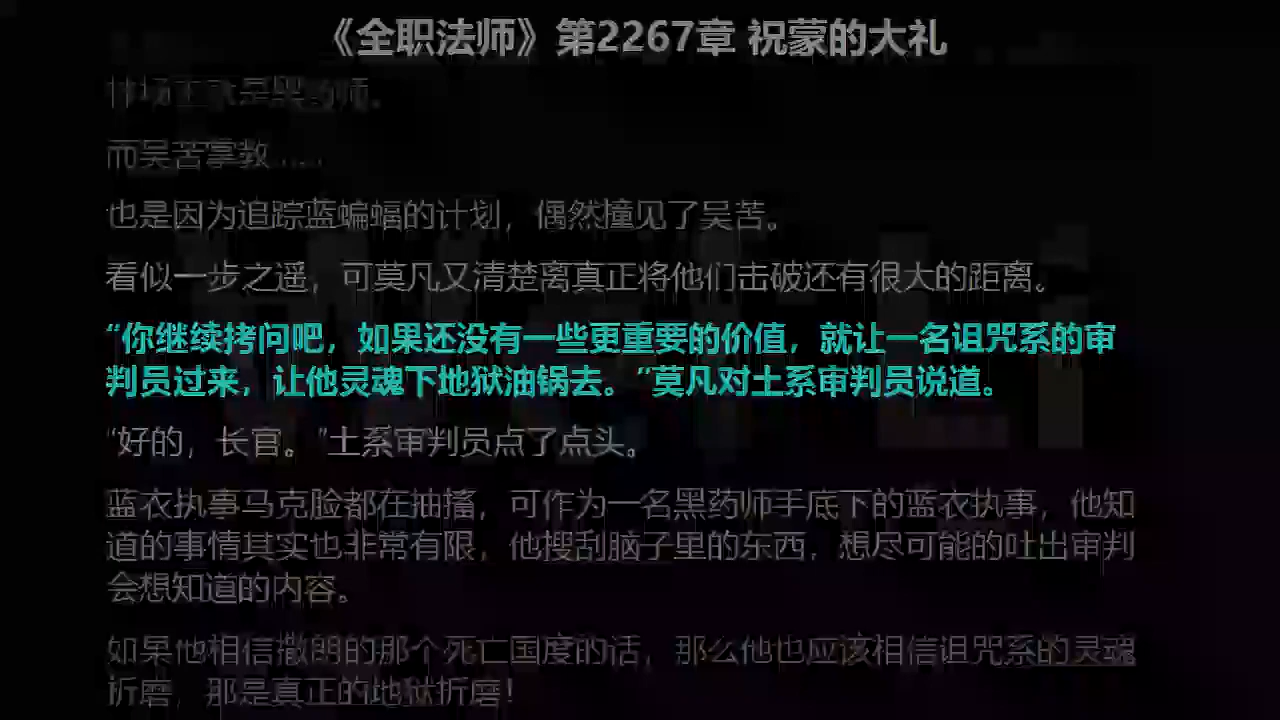 《全职法师》第2267章 祝蒙的大礼
林场主就是黑药师。
而吴苦掌教……
也是因为追踪蓝蝙蝠的计划，偶然撞见了吴苦。
看似一步之遥，可莫凡又清楚离真正将他们击破还有很大的距离。
“你继续拷问吧，如果还没有一些更重要的价值，就让一名诅咒系的审
判员过来，让他灵魂下地狱油锅去。”莫凡对土系审判员说道。
“好的，长官。”土系审判员点了点头。
蓝衣执事马克脸都在抽搐，可作为一名黑药师手底下的蓝衣执事，他知
道的事情其实也非常有限，他搜刮脑子里的东西，想尽可能的吐出审判
会想知道的内容。
如果他相信撒朗的那个死亡国度的话，那么他也应该相信诅咒系的灵魂
折磨，那是真正的地狱折磨！